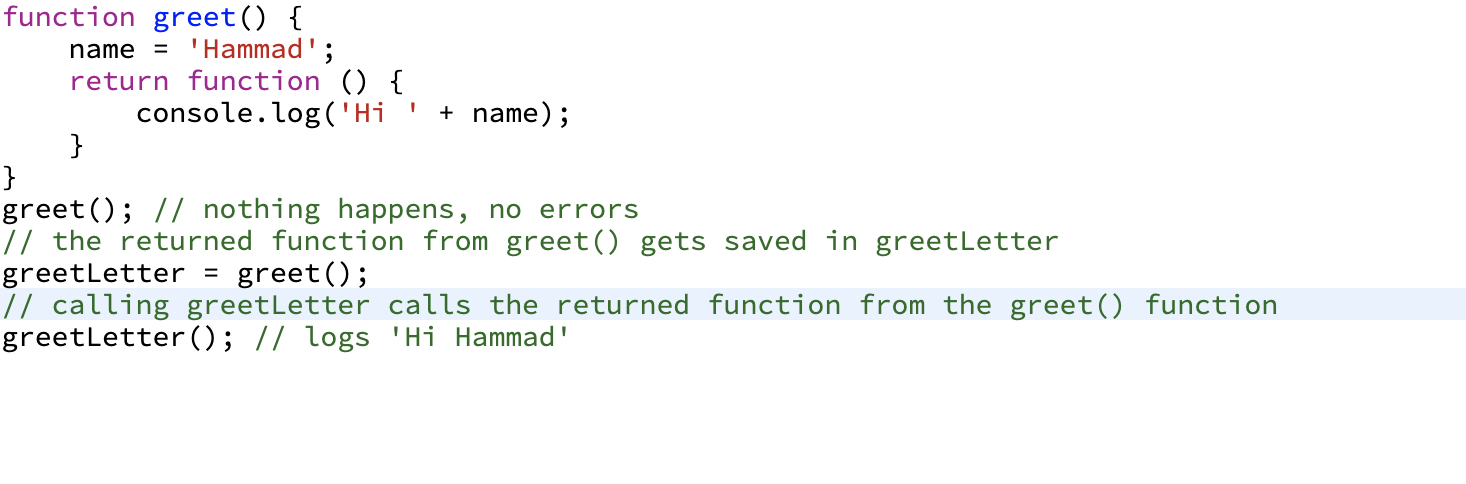 function greet() {
    name = 'Hammad';
    return function () {
        console.log('Hi ' + name);
    }
}
greet(); // nothing happens, no errors
// the returned function from greet() gets saved in greetLetter
greetLetter = greet();
// calling greetLetter calls the returned function from the greet() function
greetLetter(); // logs 'Hi Hammad'